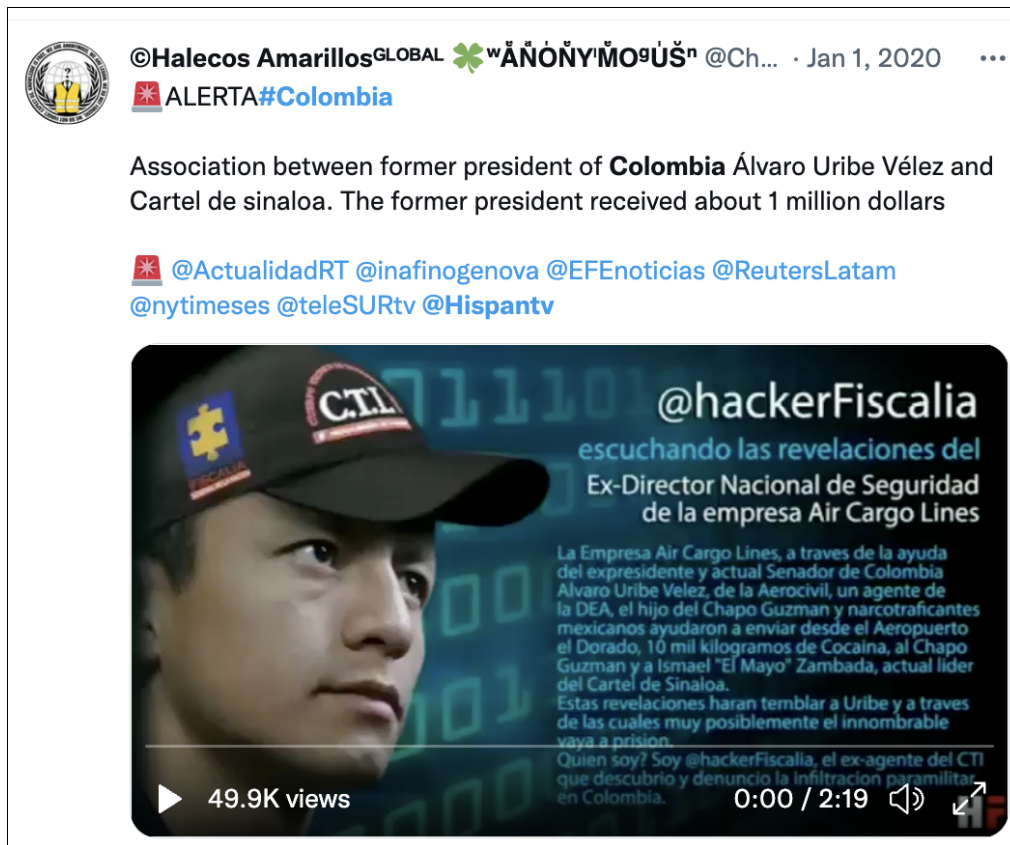 ©Halecos Amarillosᴳᴸᴼᴮᴬᴸ 🍀ʷÅÑÓÑYᑊM̊OᶢÚŠⁿ @Ch... · Jan 1, 2020 ...
🚨ALERTA#Colombia
Association between former president of Colombia Álvaro Uribe Vélez and
Cartel de sinaloa. The former president received about 1 million dollars
🚨 @ActualidadRT @inafinogenova @EFEnoticias @ReutersLatam
@nytimeses @teleSURtv @Hispantv
C.T.I.
FISCALIA
@hackerFiscalia
escuchando las revelaciones del
Ex-Director Nacional de Seguridad
de la empresa Air Cargo Lines
La Empresa Air Cargo Lines, a traves de la ayuda
del expresidente y actual Senador de Colombia
Alvaro Uribe Velez, de la Aerocivil, un agente de
la DEA, el hijo del Chapo Guzman y narcotraficantes
mexicanos ayudaron a enviar desde el Aeropuerto
el Dorado, 10 mil kilogramos de Cocaina, al Chapo
Guzman y a Ismael "El Mayo" Zambada, actual lider
del Cartel de Sinaloa.
Estas revelaciones haran temblar a Uribe y a traves
de las cuales muy posiblemente el innombrable
vaya a prision.
Quien soy? Soy @hackerFiscalia, el ex-agente del CTI
que descubrio y denuncio la infiltracion paramilitar
en Colombia.
49.9K views
0:00 / 2:19
HF